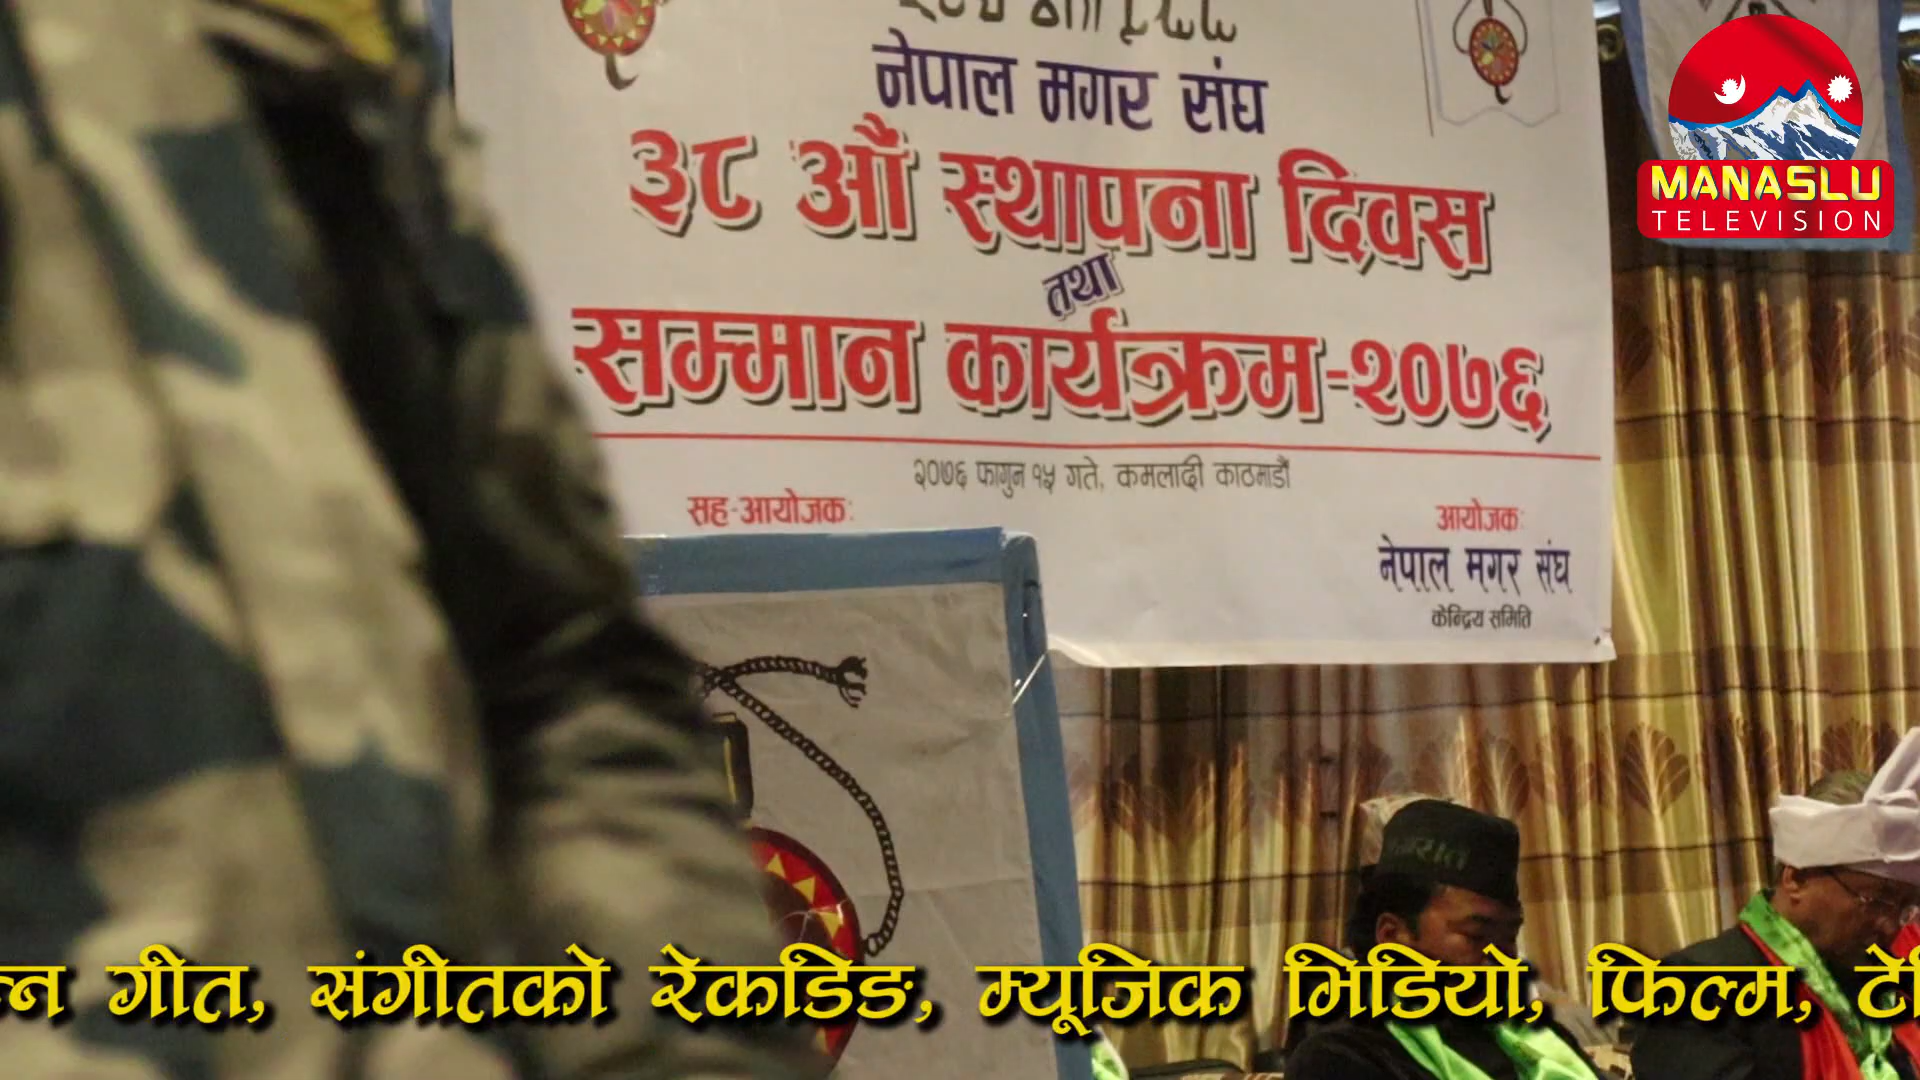 नेपाल मगर संघ
३८ औं स्थापना दिवस
तथा
सम्मान कार्यक्रम-२०७६
२०७६ फागुन १५ गते, कमलादी काठमाडौं
सह-आयोजकः
आयोजकः
नेपाल मगर संघ
केन्द्रिय समिति
MANASLU
TELEVISION
गीत, संगीतको रेकडिङ, म्यूजिक भिडियो, फिल्म,